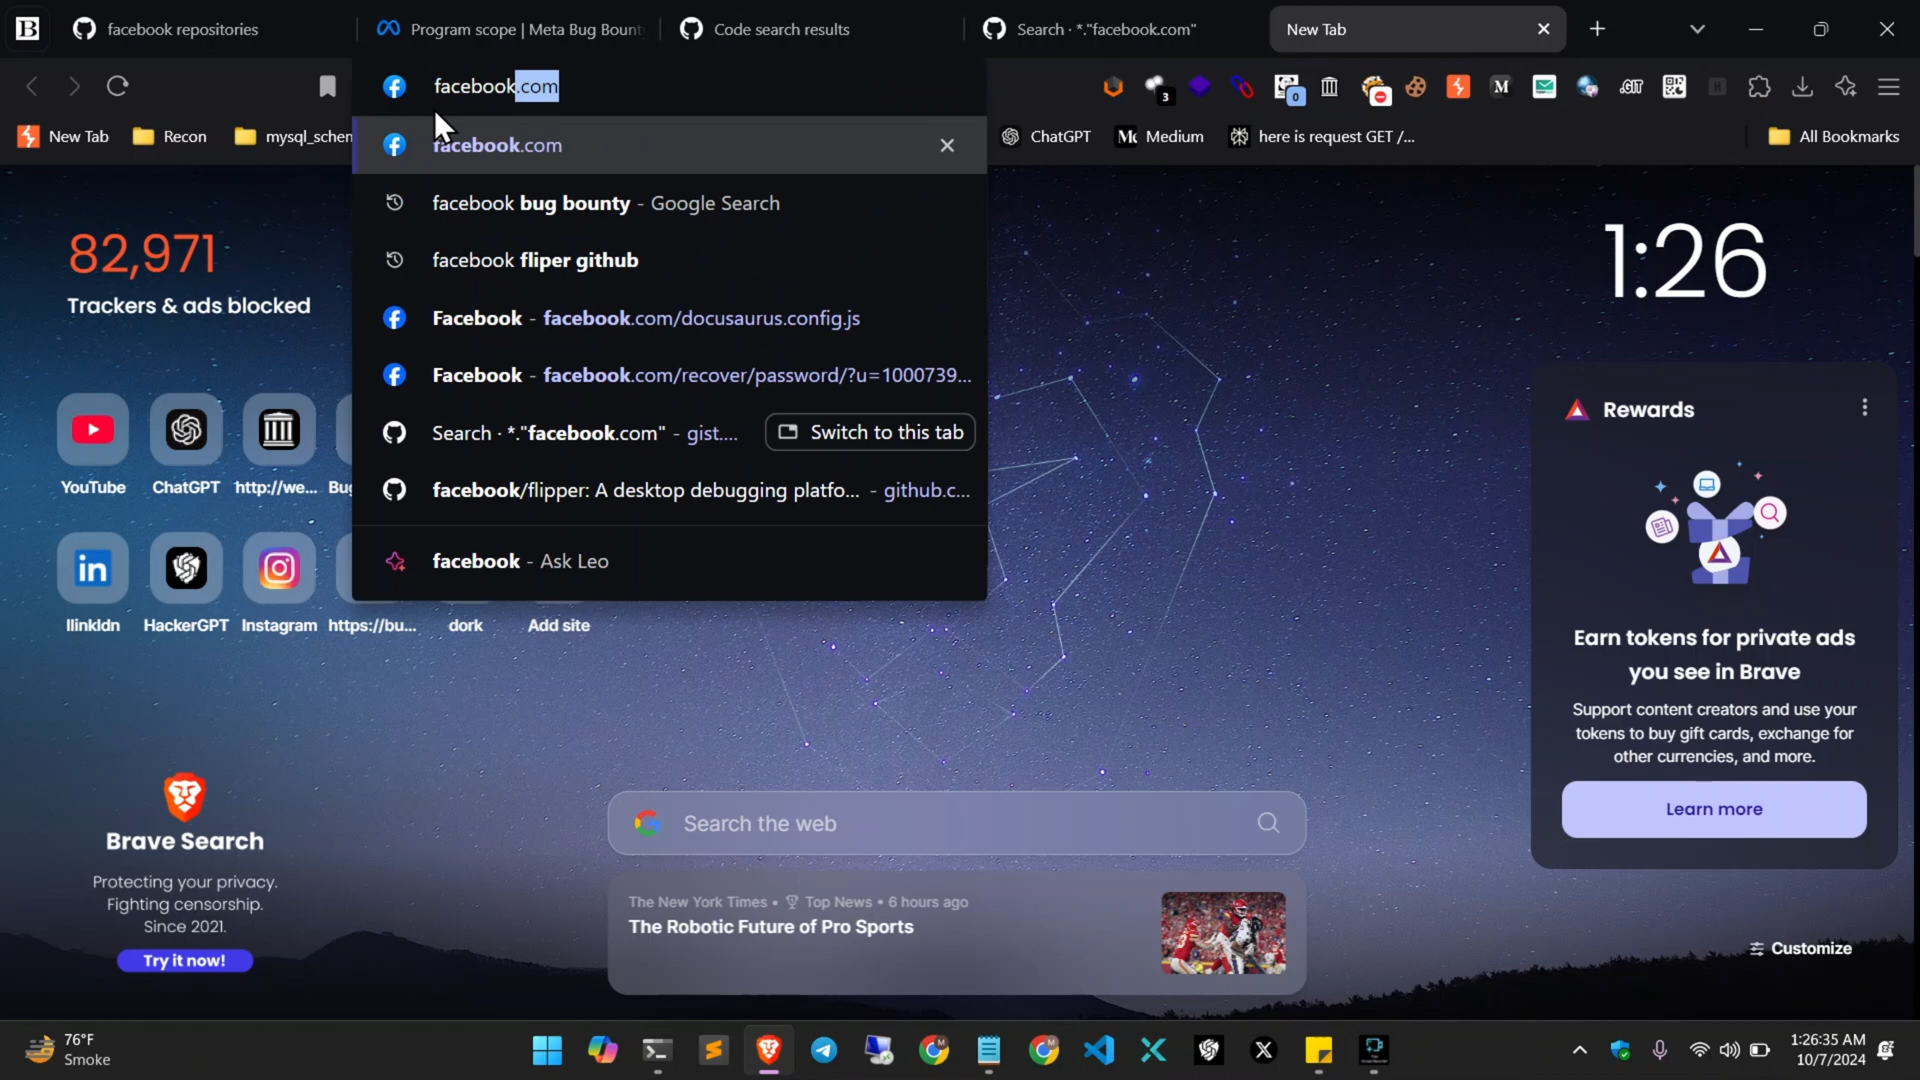 facebook repositories
Program scope | Meta Bug Bount
Code search results
Search · *."facebook.com"
New Tab
facebook.com
3
0
M
.GIT
New Tab
Recon
mysql_schen
ChatGPT
Medium
here is request GET /...
All Bookmarks
facebook.com
facebook bug bounty - Google Search
facebook fliper github
Facebook - facebook.com/docusaurus.config.js
Facebook - facebook.com/recover/password/?u=1000739...
Search · *."facebook.com" - gist....
Switch to this tab
facebook/flipper: A desktop debugging platfo... - github.c...
facebook - Ask Leo
82,971
Trackers & ads blocked
1:26
YouTube
ChatGPT
http://we...
Bug
llinkldn
HackerGPT
Instagram
https://bu...
dork
Add site
Rewards
Earn tokens for private ads
you see in Brave
Support content creators and use your
tokens to buy gift cards, exchange for
other currencies, and more.
Learn more
Brave Search
Protecting your privacy.
Fighting censorship.
Since 2021.
Try it now!
Search the web
The New York Times • Top News • 6 hours ago
The Robotic Future of Pro Sports
Customize
76°F
Smoke
1:26:35 AM
10/7/2024